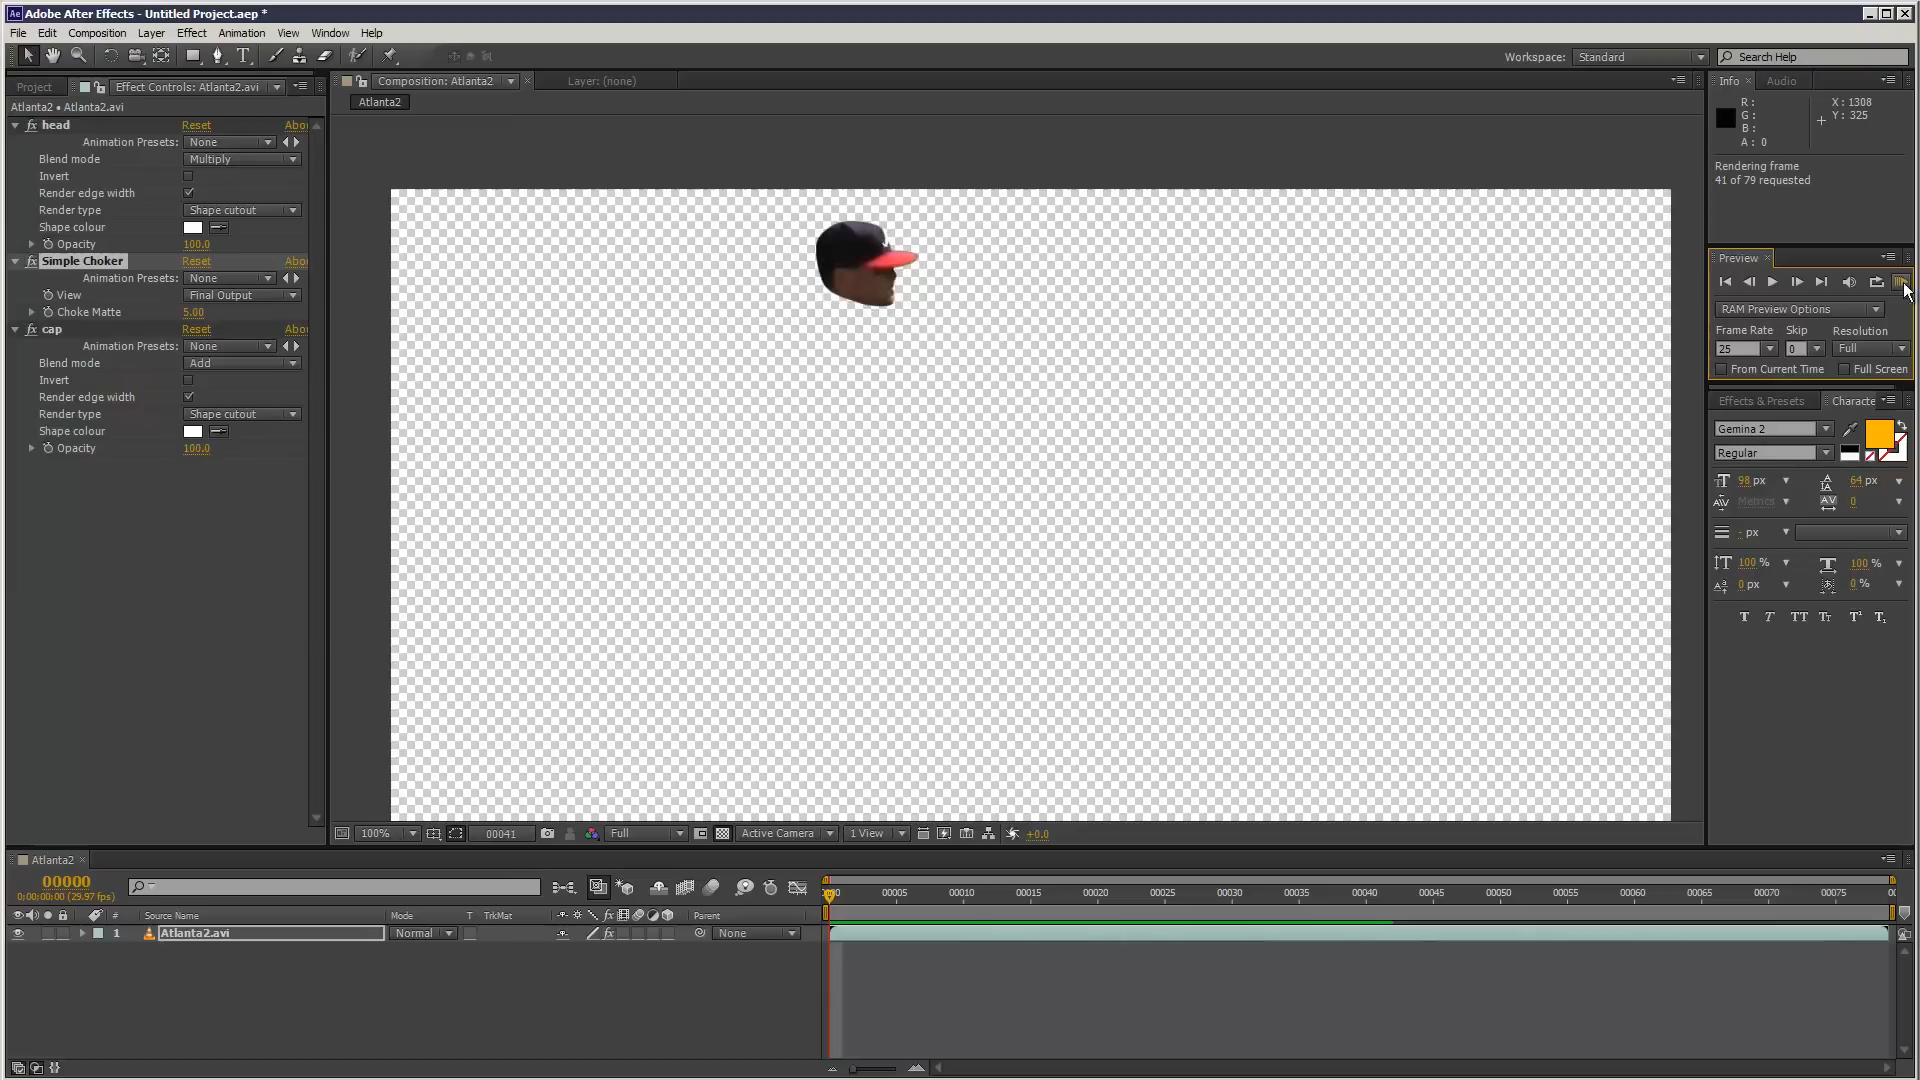 Adobe After Effects - Untitled Project.aep *
File Edit Composition Layer Effect Animation View Window Help
Workspace: Standard Search Help
Project Effect Controls: Atlanta2.avi
Atlanta2 • Atlanta2.avi
head Reset Abo
Animation Presets: None
Blend mode Multiply
Invert
Render edge width
Render type Shape cutout
Shape colour
Opacity 100.0
Simple Choker Reset Abo
Animation Presets: None
View Final Output
Choke Matte 5.00
cap Reset Abo
Animation Presets: None
Blend mode Add
Invert
Render edge width
Render type Shape cutout
Shape colour
Opacity 100.0
Composition: Atlanta2 Layer: (none)
Atlanta2
100% 00041 Full Active Camera 1 View +0.0
Info Audio
R: X: 1308
G: Y: 325
B:
A: 0
Rendering frame
41 of 79 requested
Preview
RAM Preview Options
Frame Rate Skip Resolution
25 0 Full
From Current Time Full Screen
Effects & Presets Characte
Gemina 2
Regular
98 px 64 px
Metrics 0
- px
100 % 100 %
0 px 0 %
Atlanta2
00000
0;00;00;00 (29.97 fps)
# Source Name Mode T TrkMat Parent
1 Atlanta2.avi Normal None
00005 00010 00015 00020 00025 00030 00035 00040 00045 00050 00055 00060 00065 00070 00075